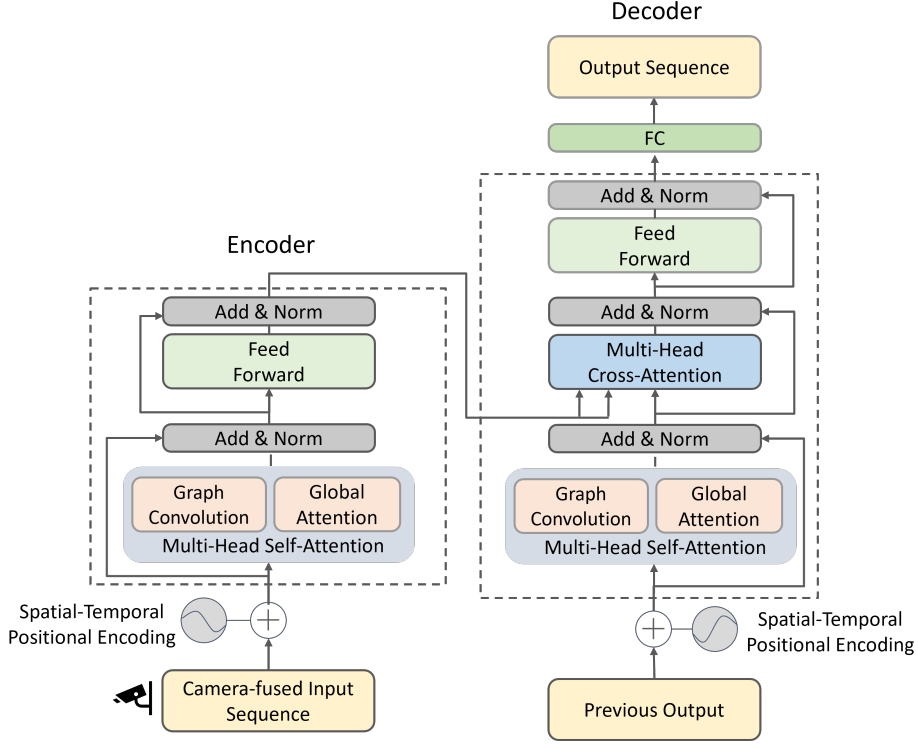 Decoder
Output Sequence
FC
Add & Norm
Feed
Forward
Add & Norm
Multi-Head
Cross-Attention
Add & Norm
Graph
Convolution
Global
Attention
Multi-Head Self-Attention
Spatial-Temporal
Positional Encoding
Previous Output
Encoder
Add & Norm
Feed
Forward
Add & Norm
Graph
Convolution
Global
Attention
Multi-Head Self-Attention
Spatial-Temporal
Positional Encoding
Camera-fused Input
Sequence